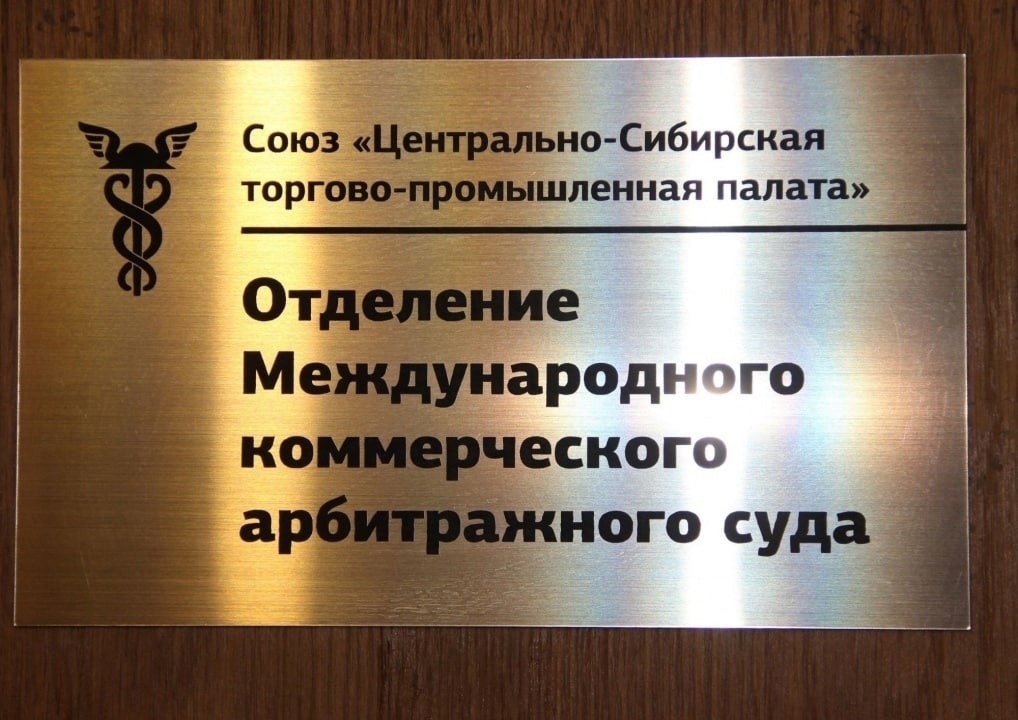 Союз «Центрально-Сибирская
торгово-промышленная палата»
Отделение
Международного
коммерческого
арбитражного суда